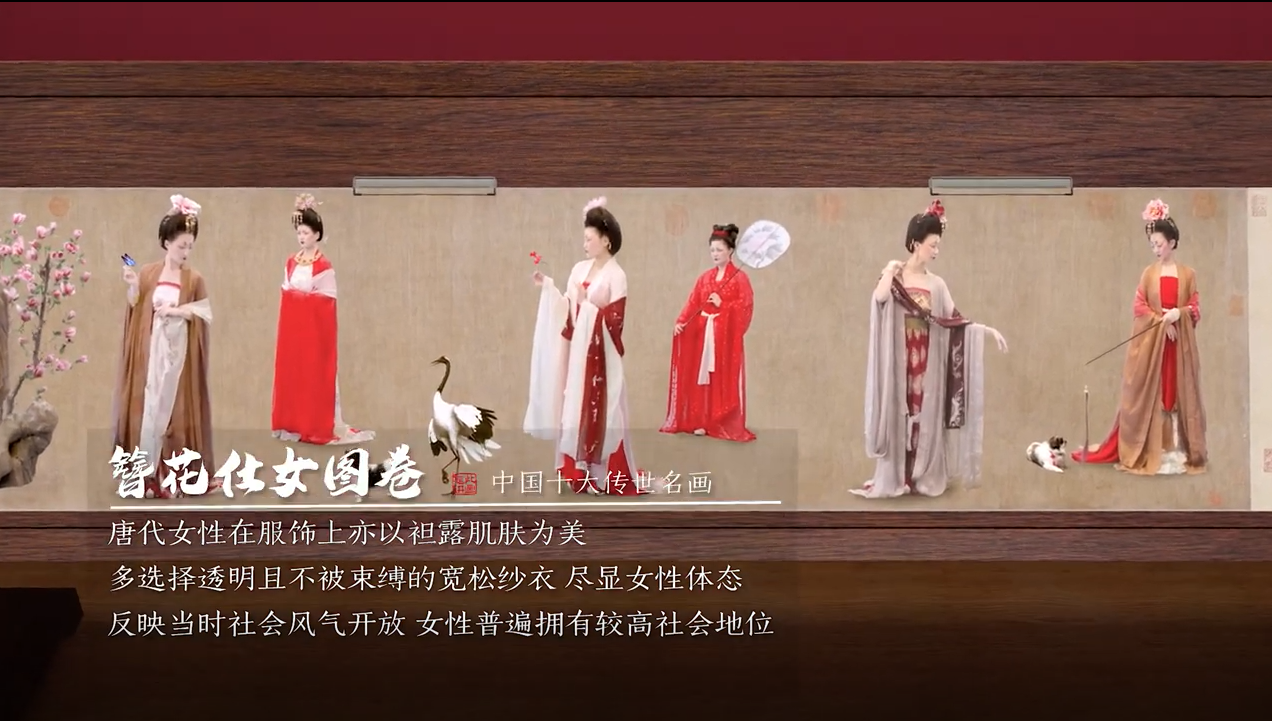 簪花仕女图卷 中国十大传世名画
唐代女性在服饰上亦以袒露肌肤为美
多选择透明且不被束缚的宽松纱衣 尽显女性体态
反映当时社会风气开放 女性普遍拥有较高社会地位